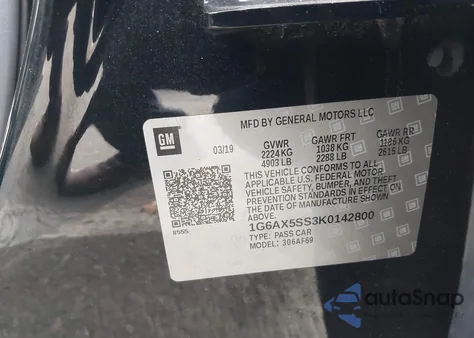 GM
MFD BY GENERAL MOTORS LLC
03/19 GVWR GAWR FRT GAWR RR
2224 KG 1038 KG 1186 KG
4903 LB 2288 LB 2615 LB
THIS VEHICLE CONFORMS TO ALL
APPLICABLE U.S. FEDERAL MOTOR
VEHICLE SAFETY, BUMPER, AND THEFT
PREVENTION STANDARDS IN EFFECT ON
THE DATE OF MANUFACTURE SHOWN
ABOVE.
1G6AX5SS3K0142800
TYPE: PASS CAR
MODEL: 306AF69
autoSnap